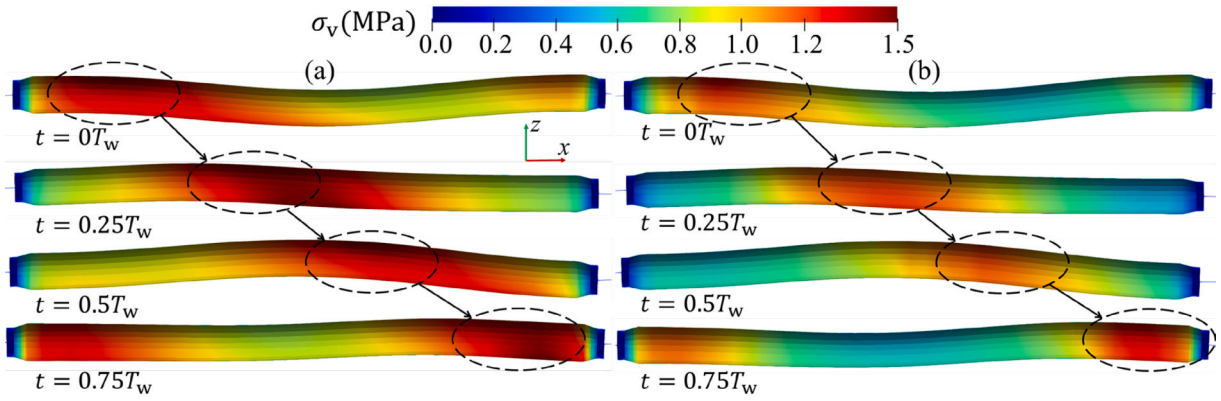 σv(MPa)
0.0 0.2 0.4 0.6 0.8 1.0 1.2 1.5
(a) (b)
t = 0Tw
z
x
t = 0Tw
t = 0.25Tw
t = 0.25Tw
t = 0.5Tw
t = 0.5Tw
t = 0.75Tw
t = 0.75Tw